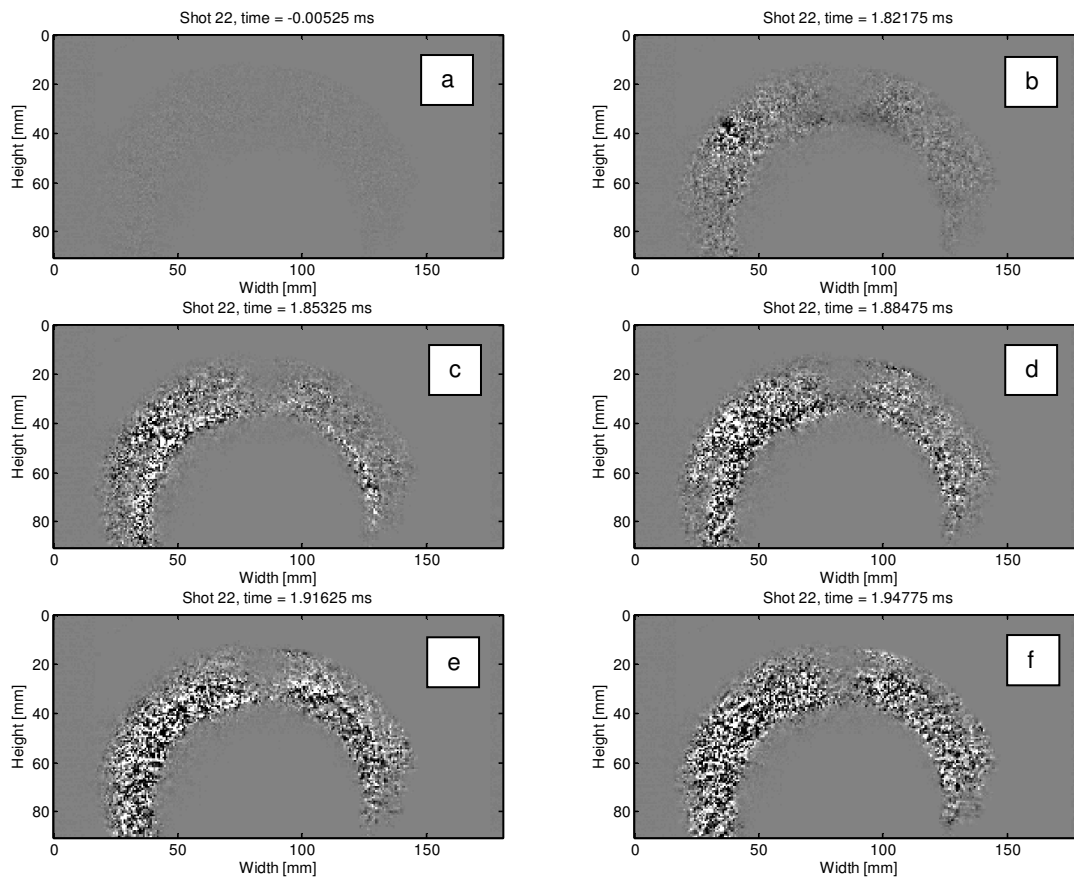 Shot 22, time = -0.00525 ms
0
20
40
60
80
Height [mm]
a
0 50 100 150
Width [mm]
Shot 22, time = 1.82175 ms
0
20
40
60
80
Height [mm]
b
0 50 100 150
Width [mm]
Shot 22, time = 1.85325 ms
0
20
40
60
80
Height [mm]
c
0 50 100 150
Width [mm]
Shot 22, time = 1.88475 ms
0
20
40
60
80
Height [mm]
d
0 50 100 150
Width [mm]
Shot 22, time = 1.91625 ms
0
20
40
60
80
Height [mm]
e
0 50 100 150
Width [mm]
Shot 22, time = 1.94775 ms
0
20
40
60
80
Height [mm]
f
0 50 100 150
Width [mm]